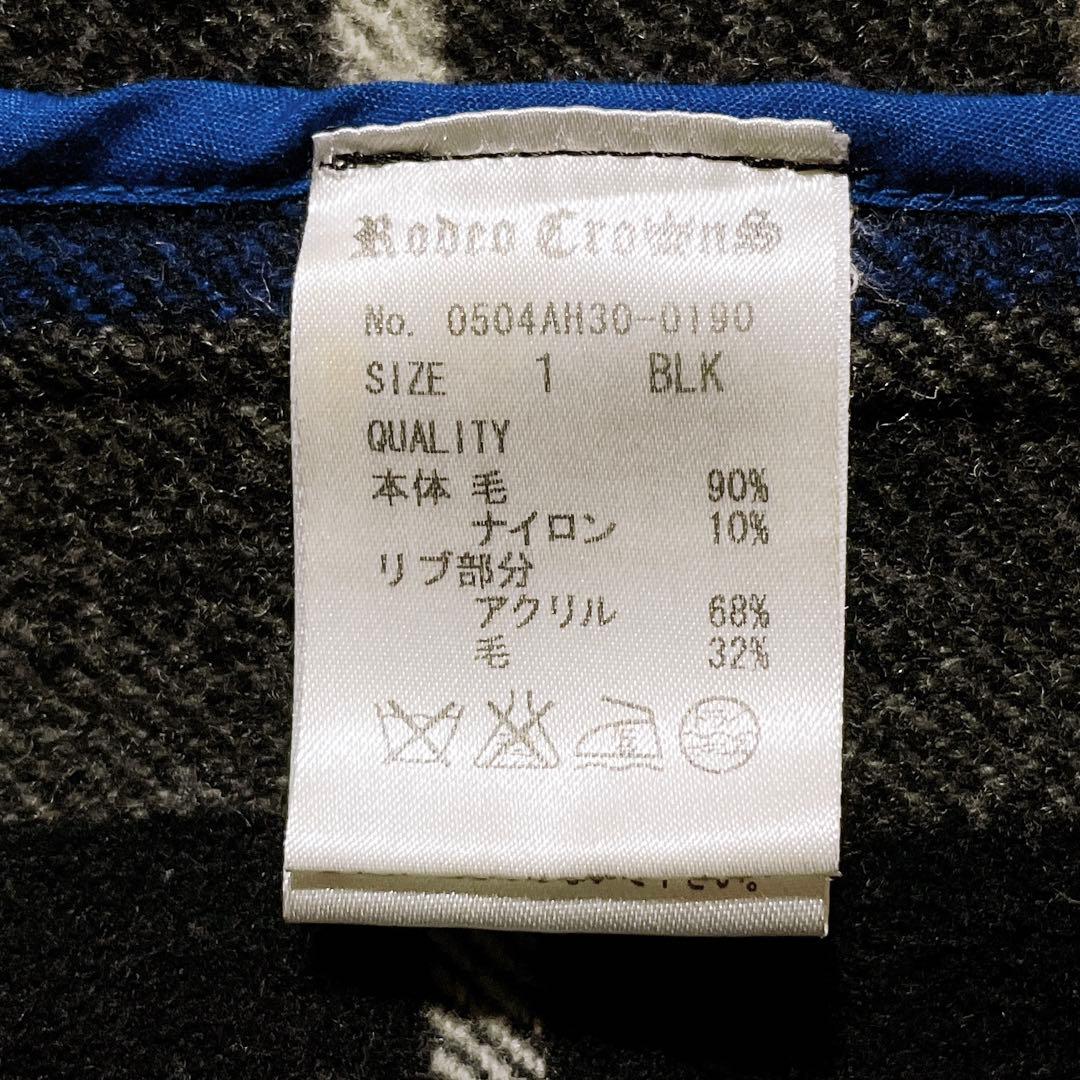 Rodeo CrownS
No. 0504AH30-0190
SIZE 1 BLK
QUALITY
本体 毛 90%
ナイロン 10%
リブ部分
アクリル 68%
毛 32%